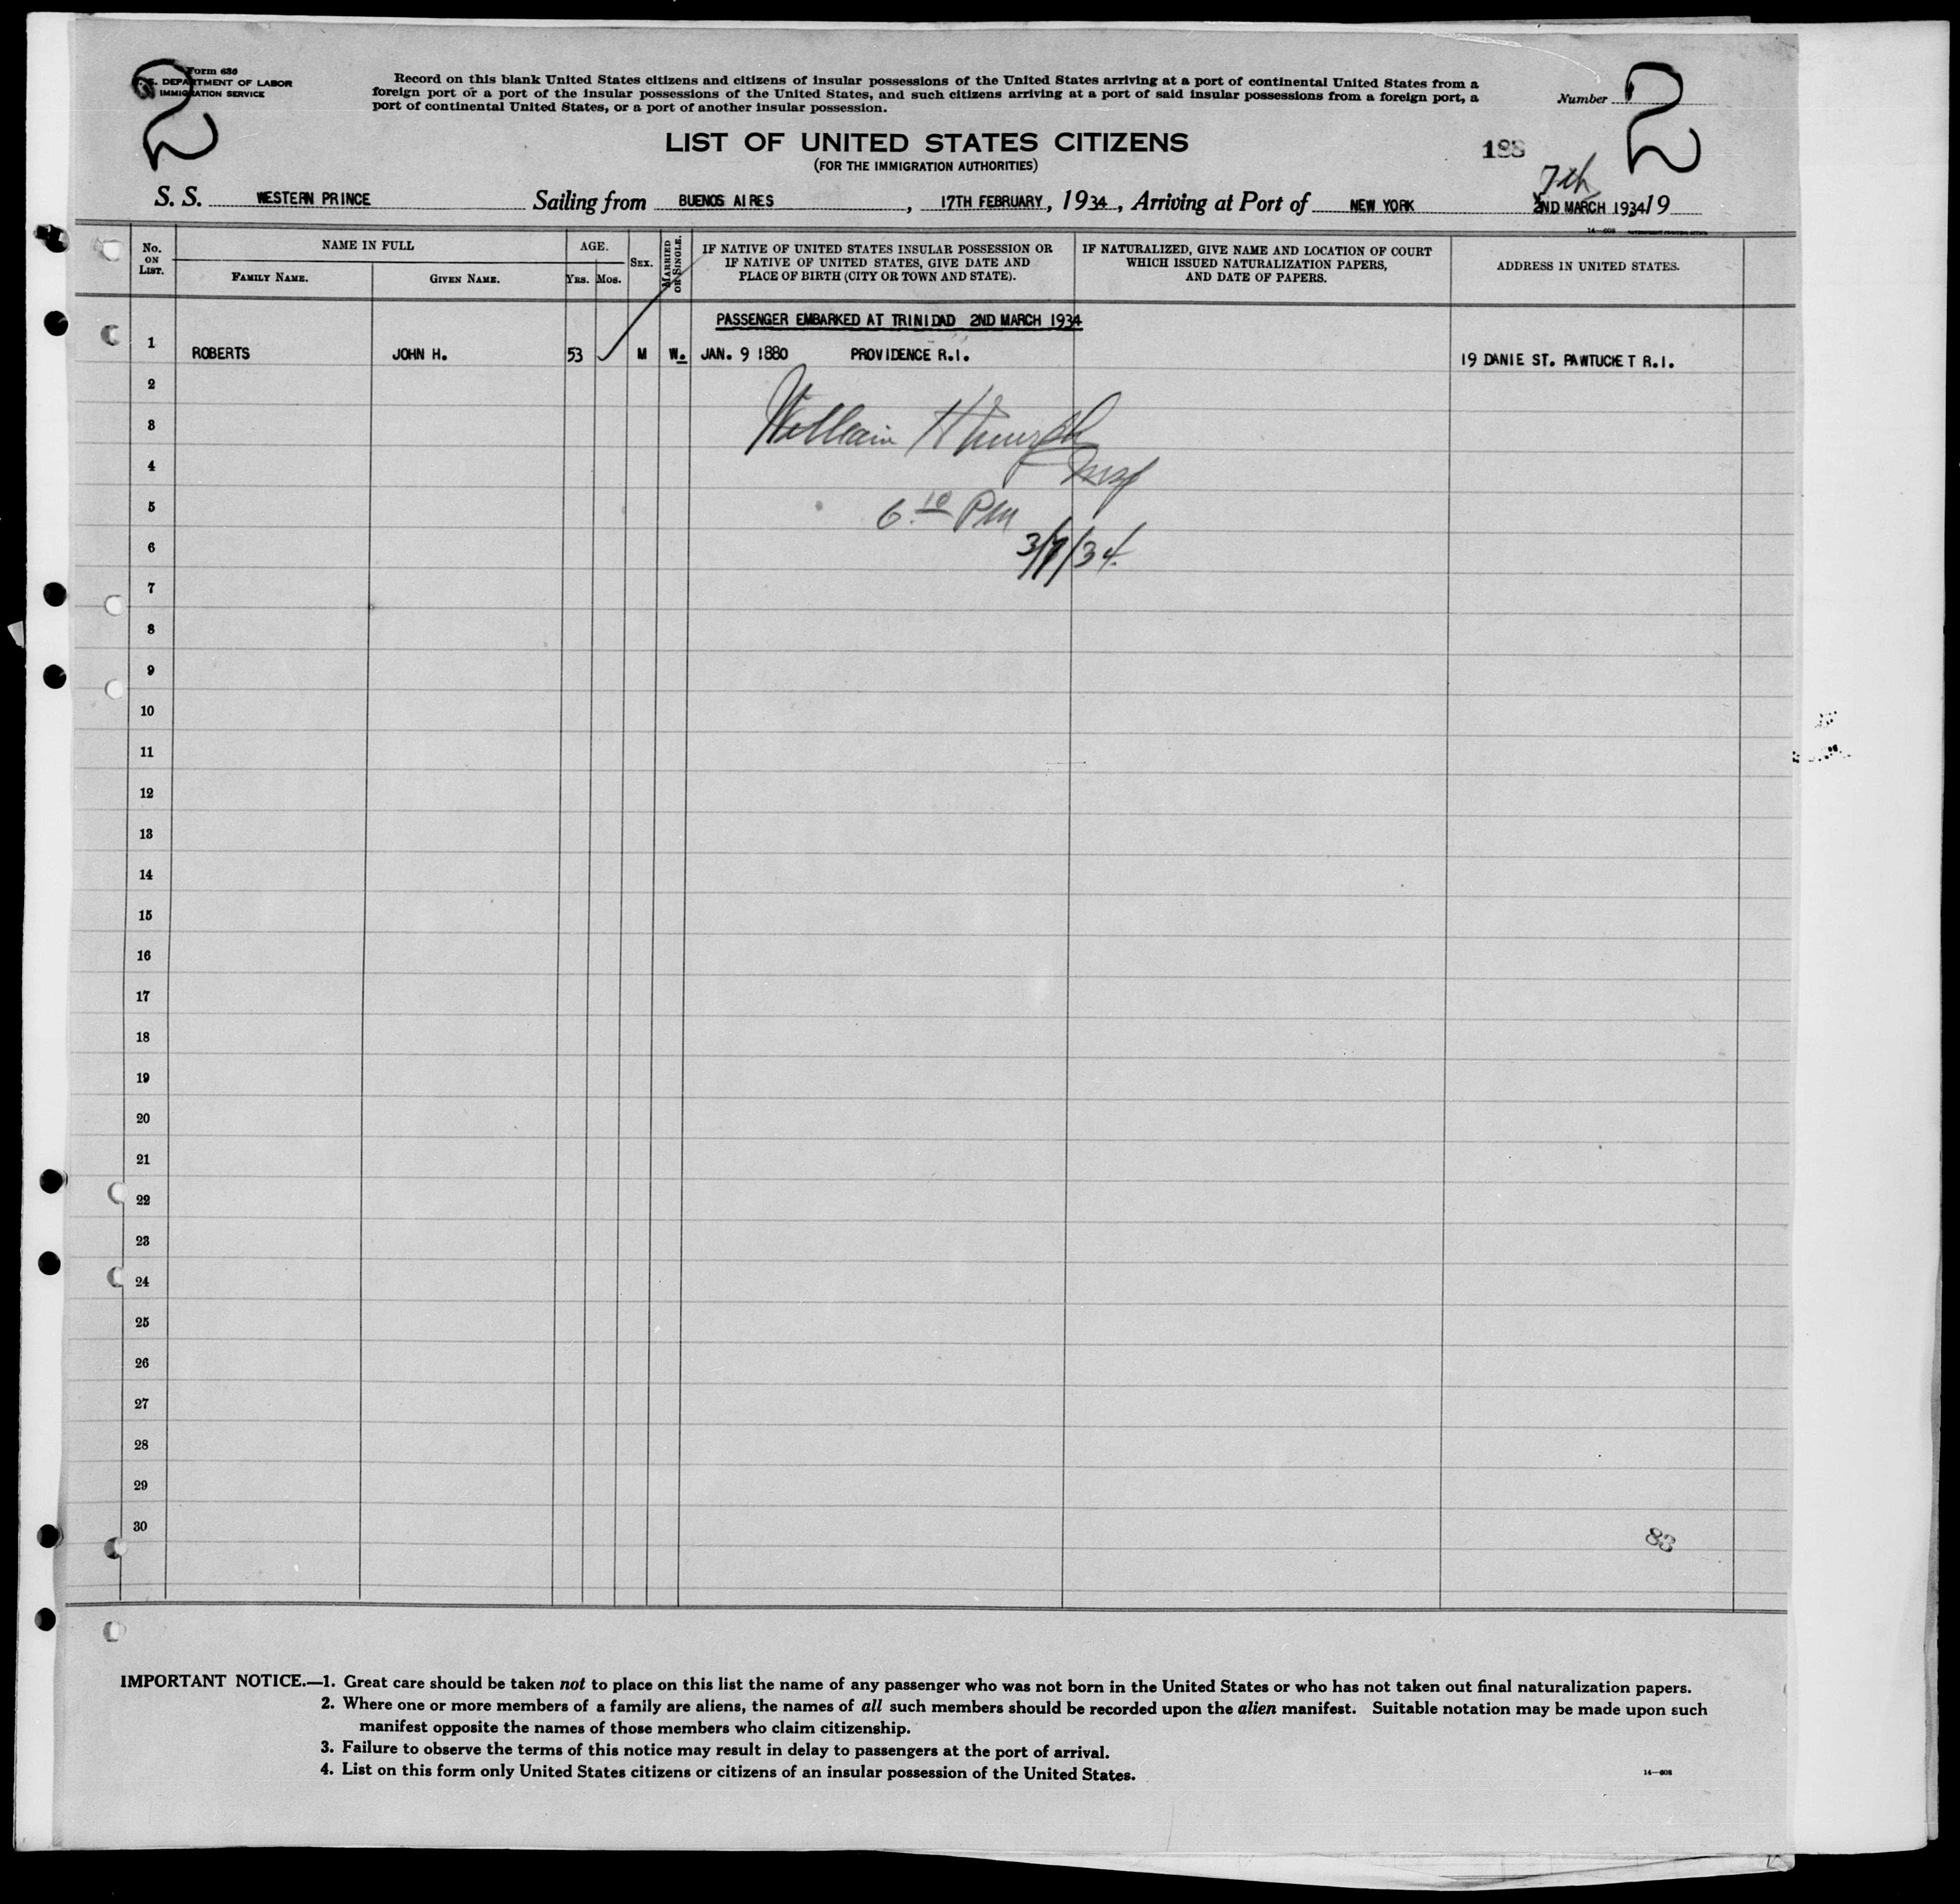 Form 630
U. S. DEPARTMENT OF LABOR
IMMIGRATION SERVICE
2
Record on this blank United States citizens and citizens of insular possessions of the United States arriving at a port of continental United States from a
foreign port or a port of the insular possessions of the United States, and such citizens arriving at a port of said insular possessions from a foreign port, a
port of continental United States, or a port of another insular possession.
Number
2
LIST OF UNITED STATES CITIZENS
(FOR THE IMMIGRATION AUTHORITIES)
188
7th
S. S. WESTERN PRINCE Sailing from BUENOS AIRES, 17TH FEBRUARY, 1934, Arriving at Port of NEW YORK 2ND MARCH 1934 19
14—608
No. ON LIST.
NAME IN FULL
FAMILY NAME. GIVEN NAME.
AGE.
YRS. MOS.
SEX.
MARRIED OR SINGLE.
IF NATIVE OF UNITED STATES INSULAR POSSESSION OR
IF NATIVE OF UNITED STATES, GIVE DATE AND
PLACE OF BIRTH (CITY OR TOWN AND STATE).
IF NATURALIZED, GIVE NAME AND LOCATION OF COURT
WHICH ISSUED NATURALIZATION PAPERS,
AND DATE OF PAPERS.
ADDRESS IN UNITED STATES.
PASSENGER EMBARKED AT TRINIDAD 2ND MARCH 1934
1 ROBERTS JOHN H. 53 M W. JAN. 9 1880 PROVIDENCE R.I. 19 DANIE ST. PAWTUCKET R.I.
2
3 William H
4
5 6.10 PM
6 3/7/34
7
8
9
10
11
12
13
14
15
16
17
18
19
20
21
22
23
24
25
26
27
28
29
30
83
IMPORTANT NOTICE.—1. Great care should be taken not to place on this list the name of any passenger who was not born in the United States or who has not taken out final naturalization papers.
2. Where one or more members of a family are aliens, the names of all such members should be recorded upon the alien manifest. Suitable notation may be made upon such
manifest opposite the names of those members who claim citizenship.
3. Failure to observe the terms of this notice may result in delay to passengers at the port of arrival.
4. List on this form only United States citizens or citizens of an insular possession of the United States.
14—608